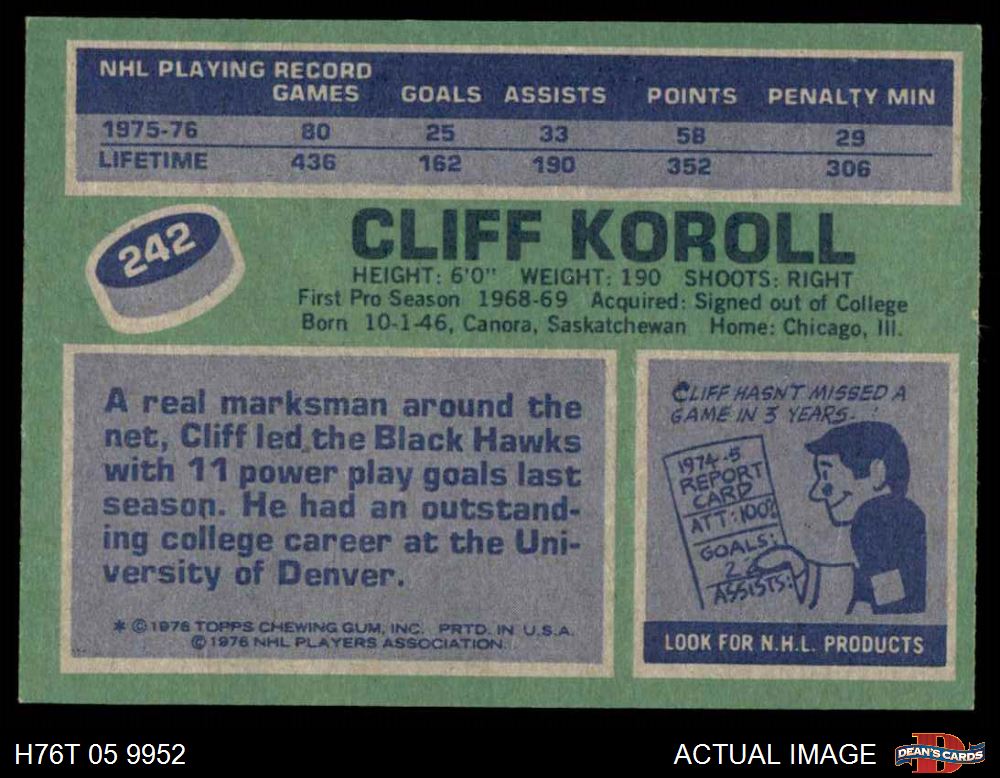 NHL PLAYING RECORD
GAMES GOALS ASSISTS POINTS PENALTY MIN
1975-76 80 25 33 58 29
LIFETIME 436 162 190 352 306
242
CLIFF KOROLL
HEIGHT: 6'0" WEIGHT: 190 SHOOTS: RIGHT
First Pro Season 1968-69 Acquired: Signed out of College
Born 10-1-46, Canora, Saskatchewan Home: Chicago, Ill.
A real marksman around the
net, Cliff led the Black Hawks
with 11 power play goals last
season. He had an outstand-
ing college career at the Uni-
versity of Denver.
* © 1976 TOPPS CHEWING GUM, INC. PRTD. IN U.S.A.
© 1976 NHL PLAYERS ASSOCIATION.
CLIFF HASN'T MISSED A
GAME IN 3 YEARS.
1974-5
REPORT
CARD
ATT: 100%
GOALS:
22
ASSISTS:
LOOK FOR N.H.L. PRODUCTS
H76T 05 9952
ACTUAL IMAGE
DEAN'S CARDS